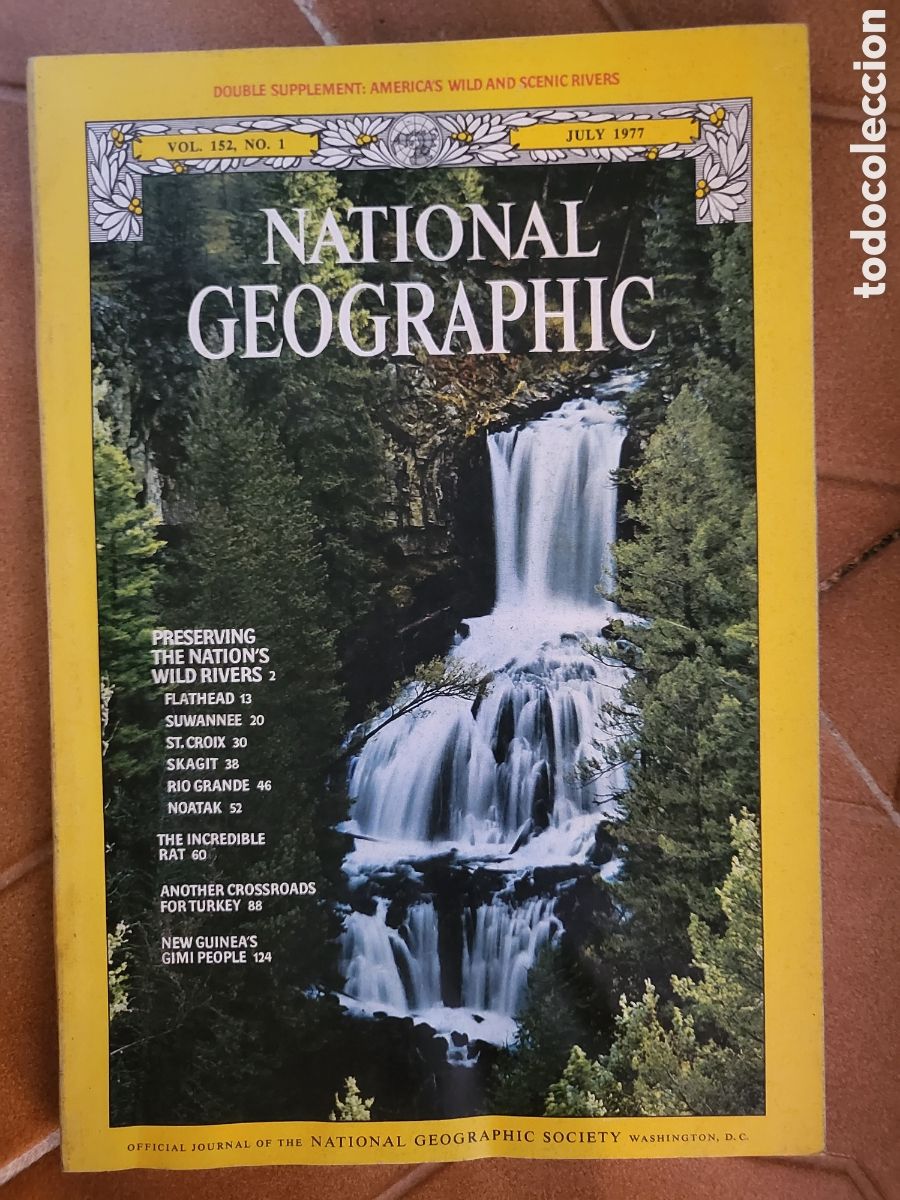 DOUBLE SUPPLEMENT: AMERICA'S WILD AND SCENIC RIVERS
VOL. 152, NO. 1
JULY 1977
NATIONAL
GEOGRAPHIC
PRESERVING
THE NATION'S
WILD RIVERS 2
FLATHEAD 13
SUWANNEE 20
ST. CROIX 30
SKAGIT 38
RIO GRANDE 46
NOATAK 52
THE INCREDIBLE
RAT 60
ANOTHER CROSSROADS
FOR TURKEY 88
NEW GUINEA'S
GIMI PEOPLE 124
OFFICIAL JOURNAL OF THE NATIONAL GEOGRAPHIC SOCIETY WASHINGTON, D.C.
todocoleccion